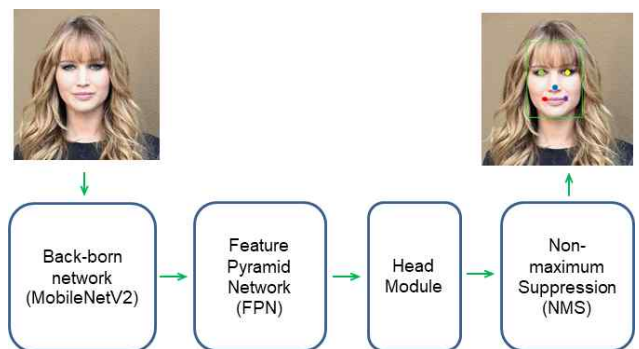 Back-born
network
(MobileNetV2)
Feature
Pyramid
Network
(FPN)
Head
Module
Non-
maximum
Suppression
(NMS)